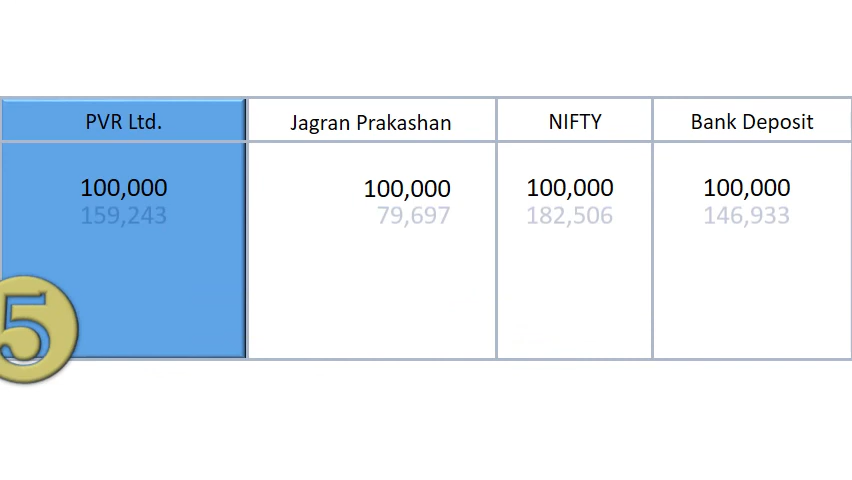 PVR Ltd. Jagran Prakashan NIFTY Bank Deposit
100,000 100,000 100,000 100,000
159,243 79,697 182,506 146,933
5